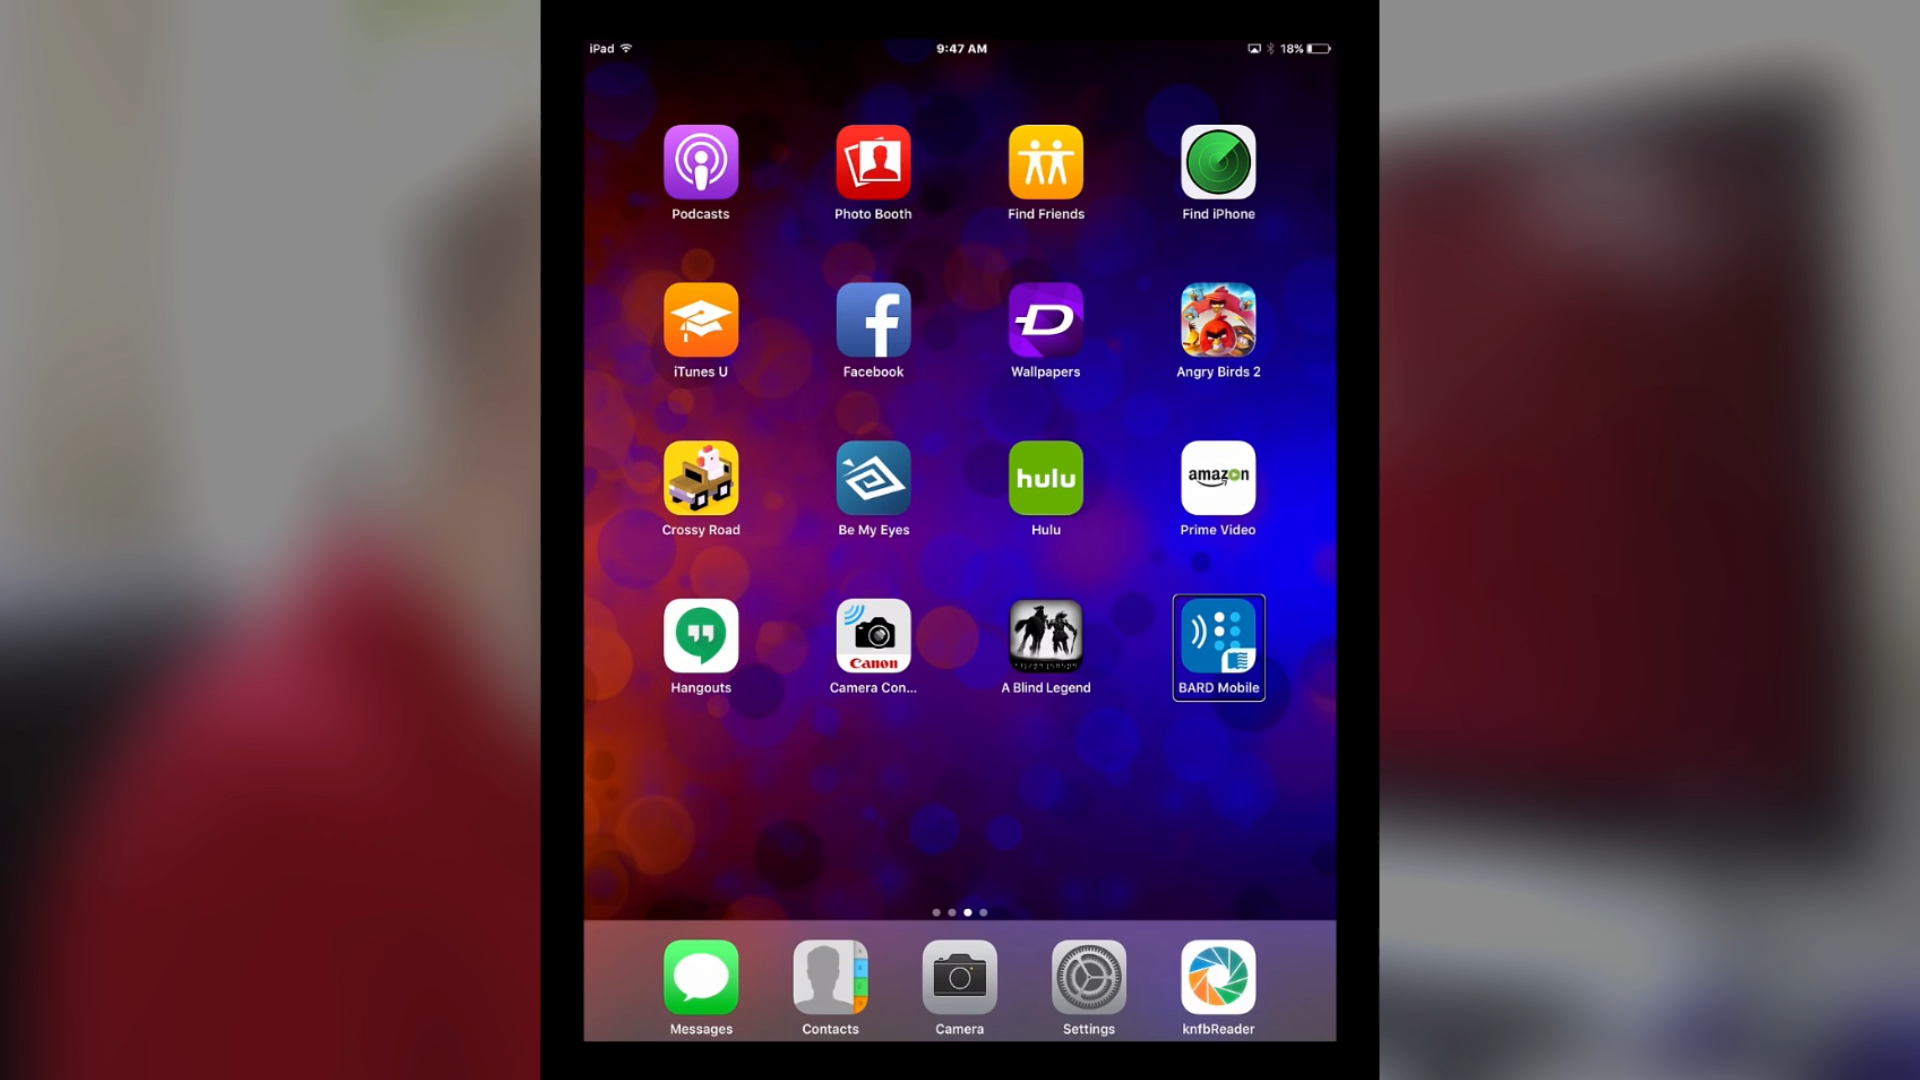 iPad 9:47 AM 18%
Podcasts Photo Booth Find Friends Find iPhone
iTunes U Facebook Wallpapers Angry Birds 2
hulu amazon
Crossy Road Be My Eyes Hulu Prime Video
Canon
Hangouts Camera Con... A Blind Legend BARD Mobile
Messages Contacts Camera Settings knfbReader